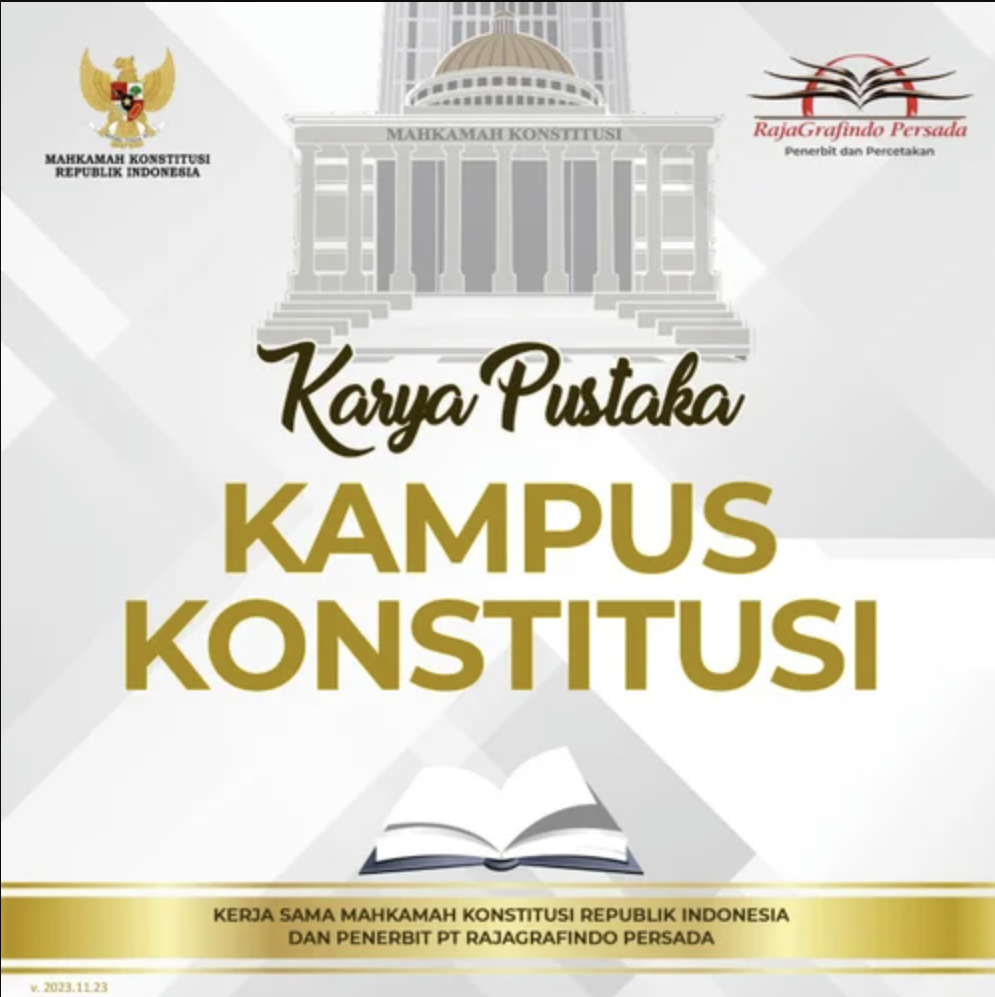 MAHKAMAH KONSTITUSI
REPUBLIK INDONESIA
MAHKAMAH KONSTITUSI
RajaGrafindo Persada
Penerbit dan Percetakan
Karya Pustaka
KAMPUS
KONSTITUSI
KERJA SAMA MAHKAMAH KONSTITUSI REPUBLIK INDONESIA
DAN PENERBIT PT RAJAGRAFINDO PERSADA
v. 2023.11.23